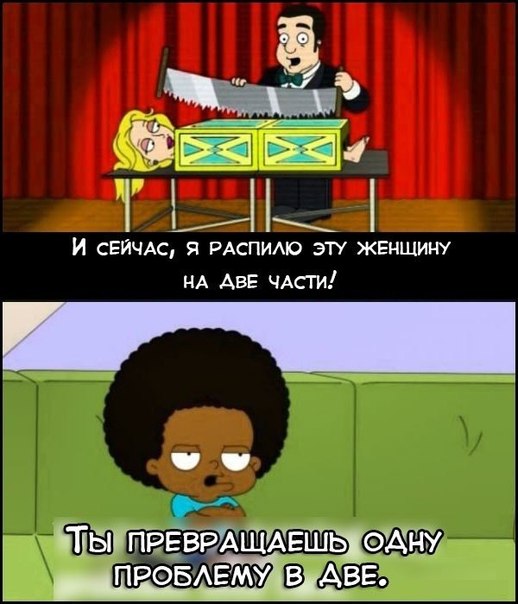 И сейчас, я распилю эту женщину
на две части!
Ты превращаешь одну
проблему в две.